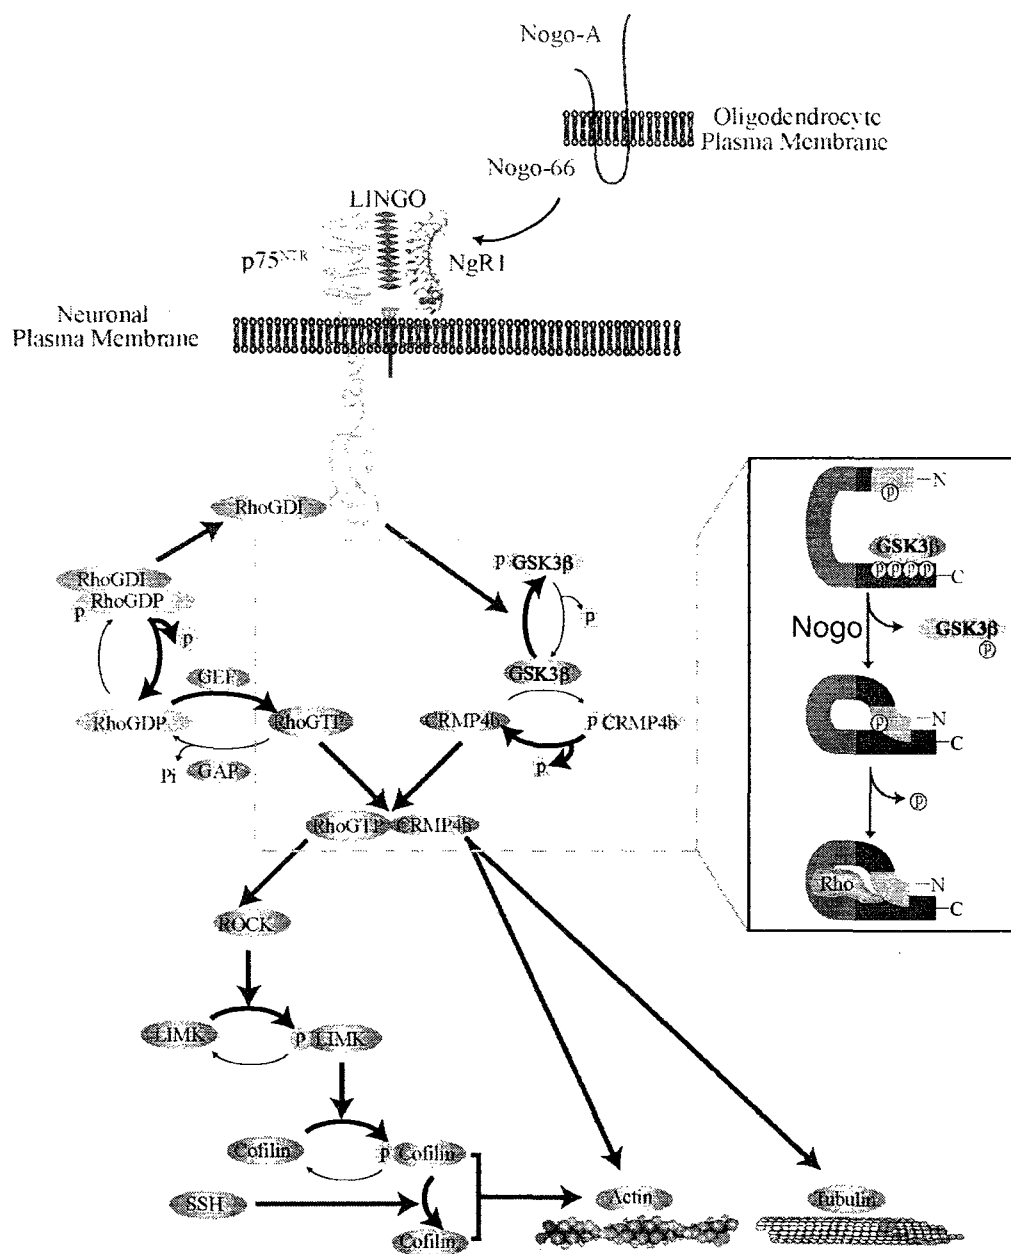 Nogo-A
Oligodendrocyte
Plasma Membrane
Nogo-66
LINGO
p75NTR
NgR1
Neuronal
Plasma Membrane
RhoGDI
RhoGDI
p RhoGDP
p
RhoGDP
GEF
RhoGTP
Pi
GAP
p GSK3β
p
GSK3β
CRMP4b
p CRMP4b
p
RhoGTP CRMP4b
ROCK
LIMK
p LIMK
Cofilin
p Cofilin
SSH
Cofilin
Actin
Tubulin
N
P
GSK3β
P P P P
C
Nogo
GSK3β
P
P
N
C
P
Rho
N
C